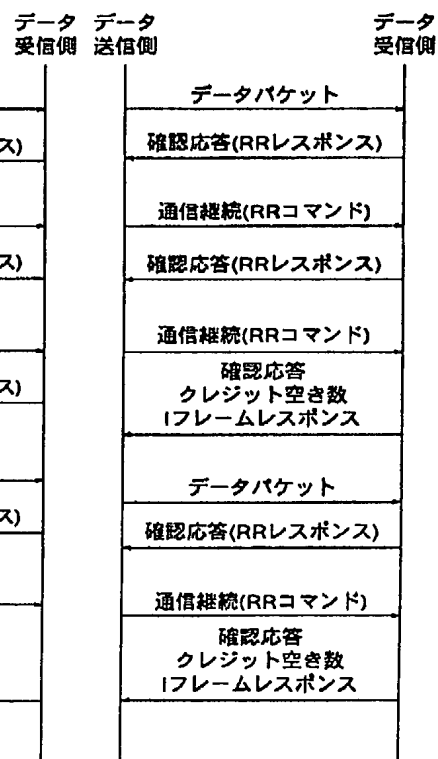 データ
受信側
データ
送信側
データ
受信側
データパケット
ス)
確認応答(RRレスポンス)
通信継続(RRコマンド)
ス)
確認応答(RRレスポンス)
通信継続(RRコマンド)
ス)
確認応答
クレジット空き数
Iフレームレスポンス
データパケット
ス)
確認応答(RRレスポンス)
通信継続(RRコマンド)
確認応答
クレジット空き数
Iフレームレスポンス